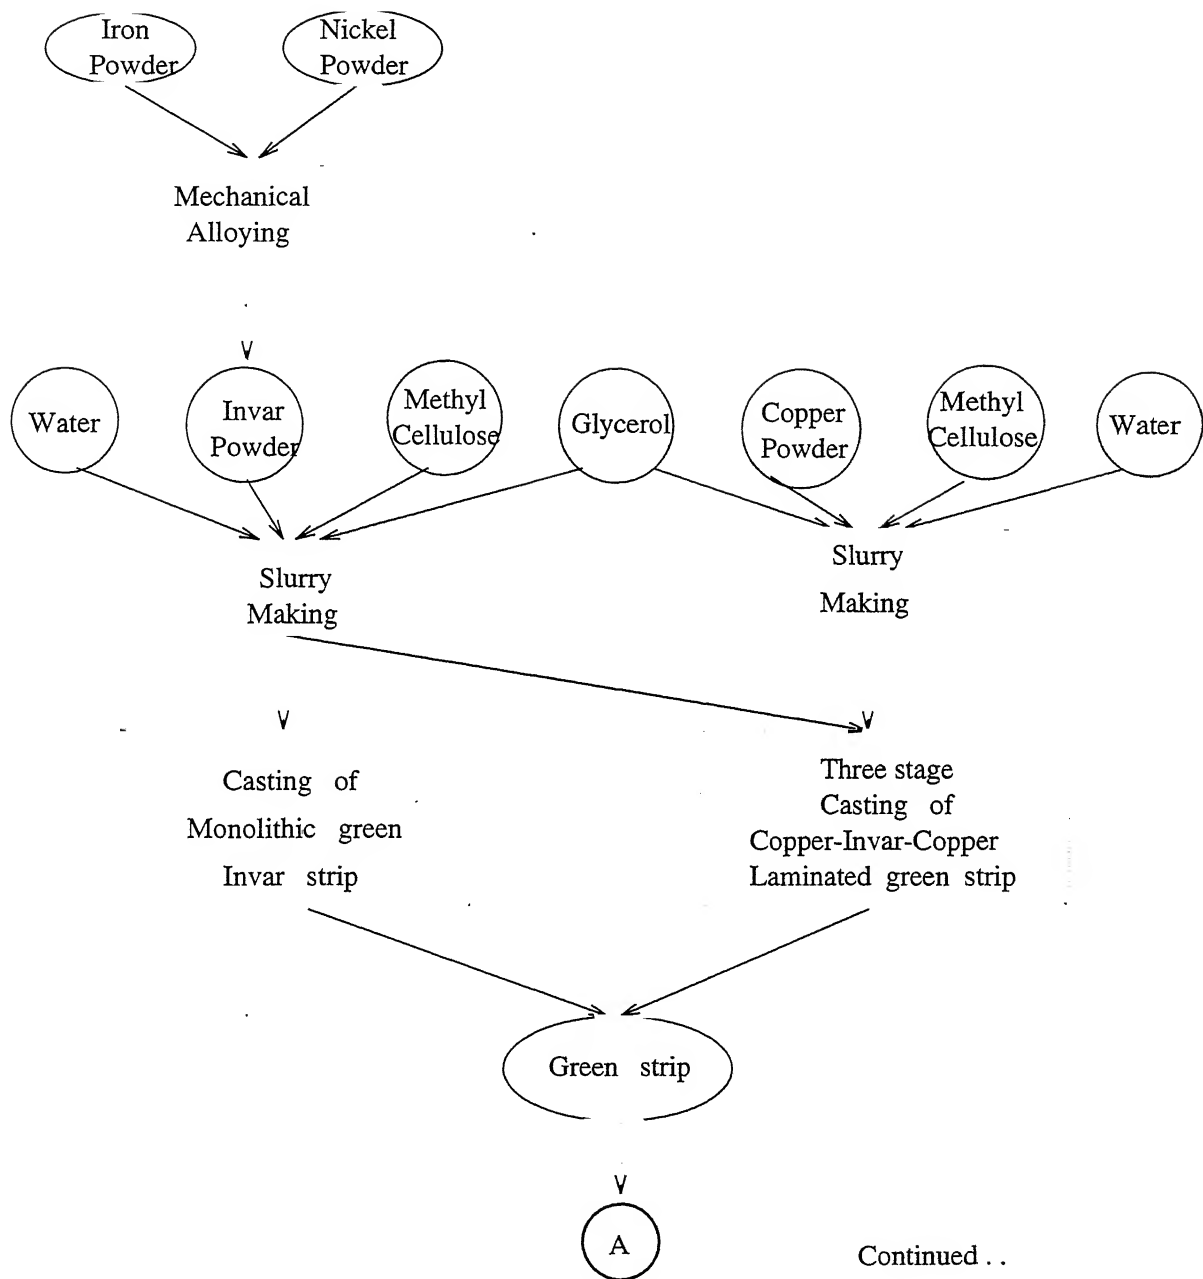 Iron
Powder
Nickel
Powder
Mechanical
Alloying
Water
Invar
Powder
Methyl
Cellulose
Glycerol
Copper
Powder
Methyl
Cellulose
Water
Slurry
Making
Slurry
Making
Casting of
Monolithic green
Invar strip
Three stage
Casting of
Copper-Invar-Copper
Laminated green strip
Green strip
A
Continued . .